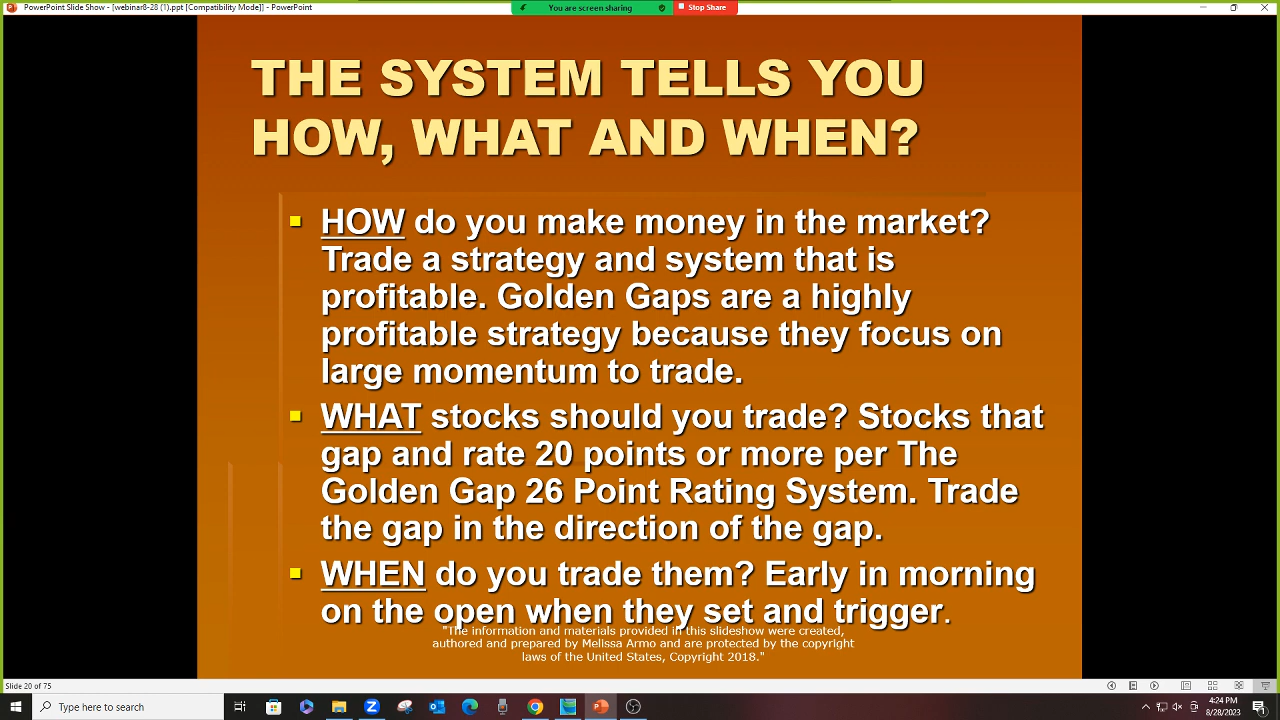 PowerPoint Slide Show - [webinar8-28 (1).ppt [Compatibility Mode]] - PowerPoint
You are screen sharing
Stop Share
THE SYSTEM TELLS YOU
HOW, WHAT AND WHEN?
HOW do you make money in the market?
Trade a strategy and system that is
profitable. Golden Gaps are a highly
profitable strategy because they focus on
large momentum to trade.
WHAT stocks should you trade? Stocks that
gap and rate 20 points or more per The
Golden Gap 26 Point Rating System. Trade
the gap in the direction of the gap.
WHEN do you trade them? Early in morning
on the open when they set and trigger.
"The information and materials provided in this slideshow were created,
authored and prepared by Melissa Armo and are protected by the copyright
laws of the United States, Copyright 2018."
Slide 20 of 75
Type here to search
4:24 PM
8/28/2023